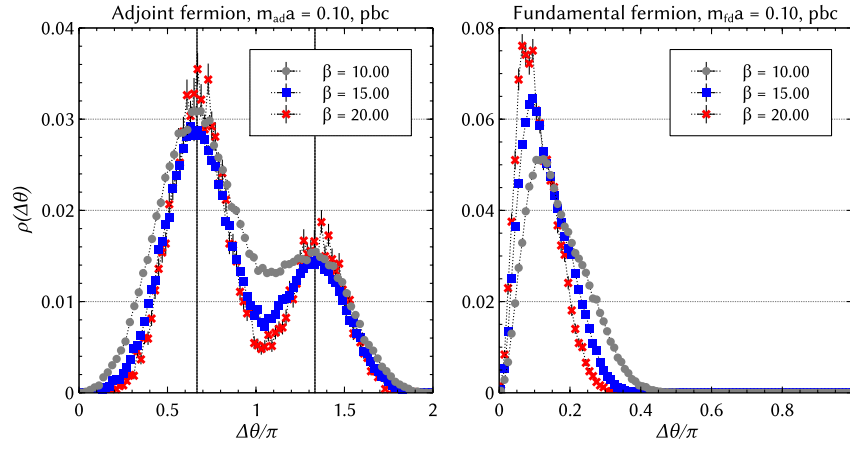 Adjoint fermion, m_ad a = 0.10, pbc
0.04
0.03
0.02
0.01
0
ρ(Δθ)
β = 10.00
β = 15.00
β = 20.00
0
0.5
1
1.5
2
Δθ/π
Fundamental fermion, m_fd a = 0.10, pbc
0.08
0.06
0.04
0.02
0.00
β = 10.00
β = 15.00
β = 20.00
0
0.2
0.4
0.6
0.8
Δθ/π